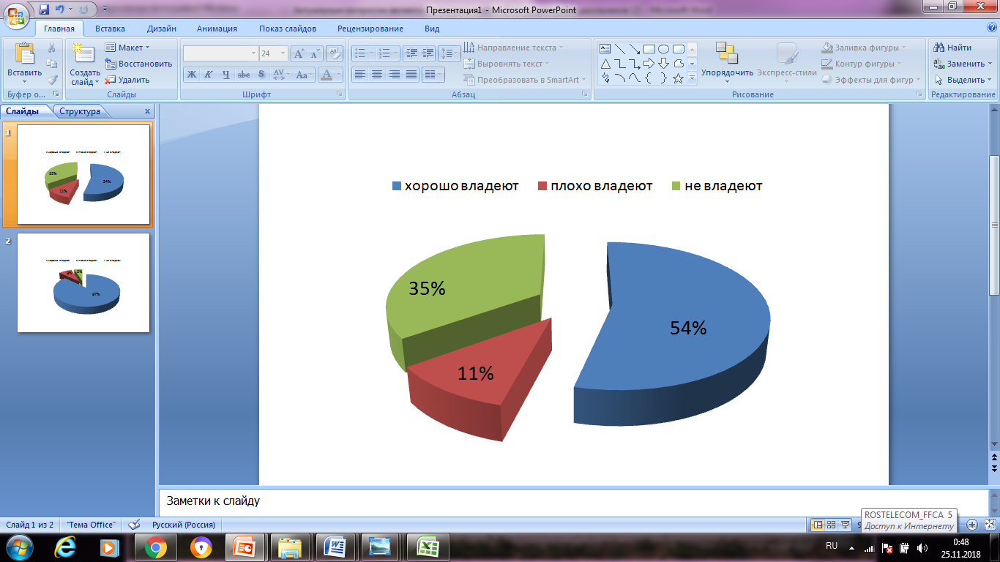 Презентация1 - Microsoft PowerPoint
Главная Вставка Дизайн Анимация Показ слайдов Рецензирование Вид
Вставить
Буфер о...
Создать слайд
Макет
Восстановить
Удалить
Слайды
24
Ж К Ч abc S AV Aa А
Шрифт
Направление текста
Выровнять текст
Преобразовать в SmartArt
Абзац
Упорядочить
Экспресс-стили
Заливка фигуры
Контур фигуры
Эффекты для фигур
Рисование
Найти
Заменить
Выделить
Редактирование
Слайды Структура x
1
35%
54%
11%
2
87%
хорошо владеют плохо владеют не владеют
35%
54%
11%
Заметки к слайду
ROSTELECOM_FFCA 5
Доступ к Интернету
Слайд 1 из 2 "Тема Office" Русский (Россия)
RU
0:48
25.11.2018